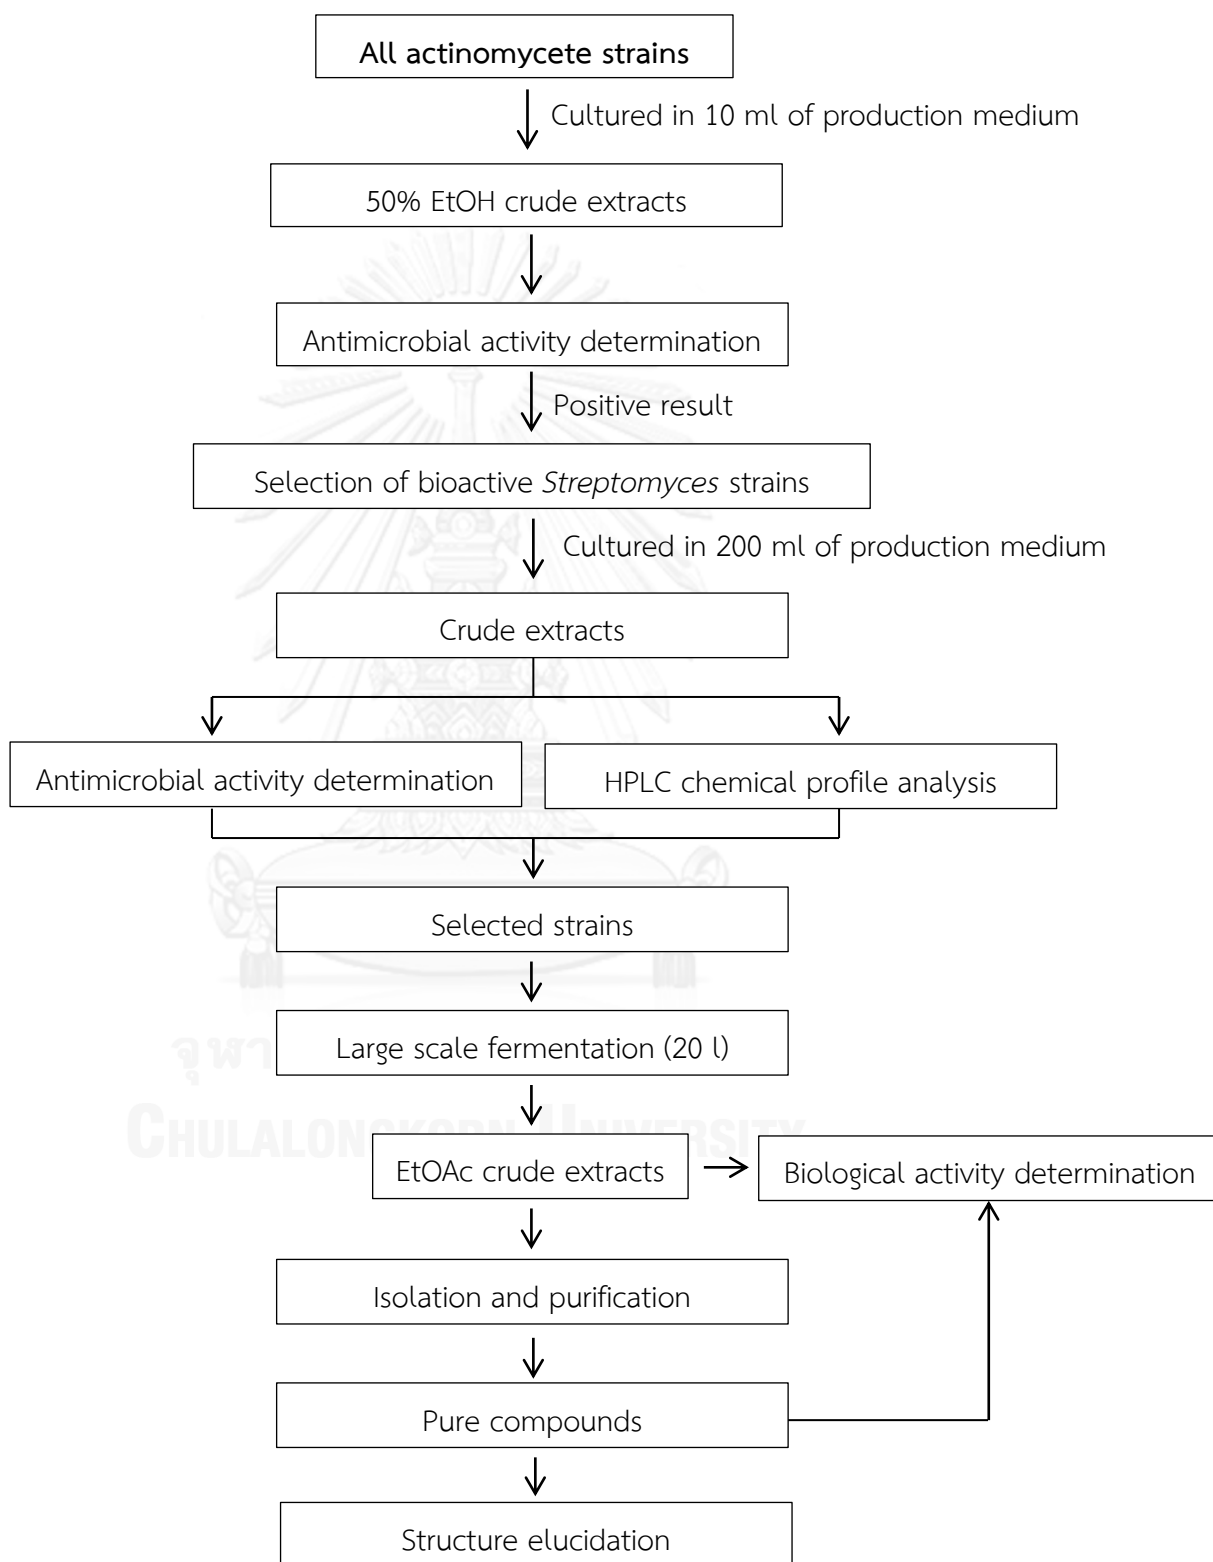 All actinomycete strains
Cultured in 10 ml of production medium
50% EtOH crude extracts
Antimicrobial activity determination
Positive result
Selection of bioactive Streptomyces strains
Cultured in 200 ml of production medium
Crude extracts
Antimicrobial activity determination
HPLC chemical profile analysis
Selected strains
Large scale fermentation (20 l)
EtOAc crude extracts
Biological activity determination
CHULALONGKORN UNIVERSITY
Isolation and purification
Pure compounds
Structure elucidation